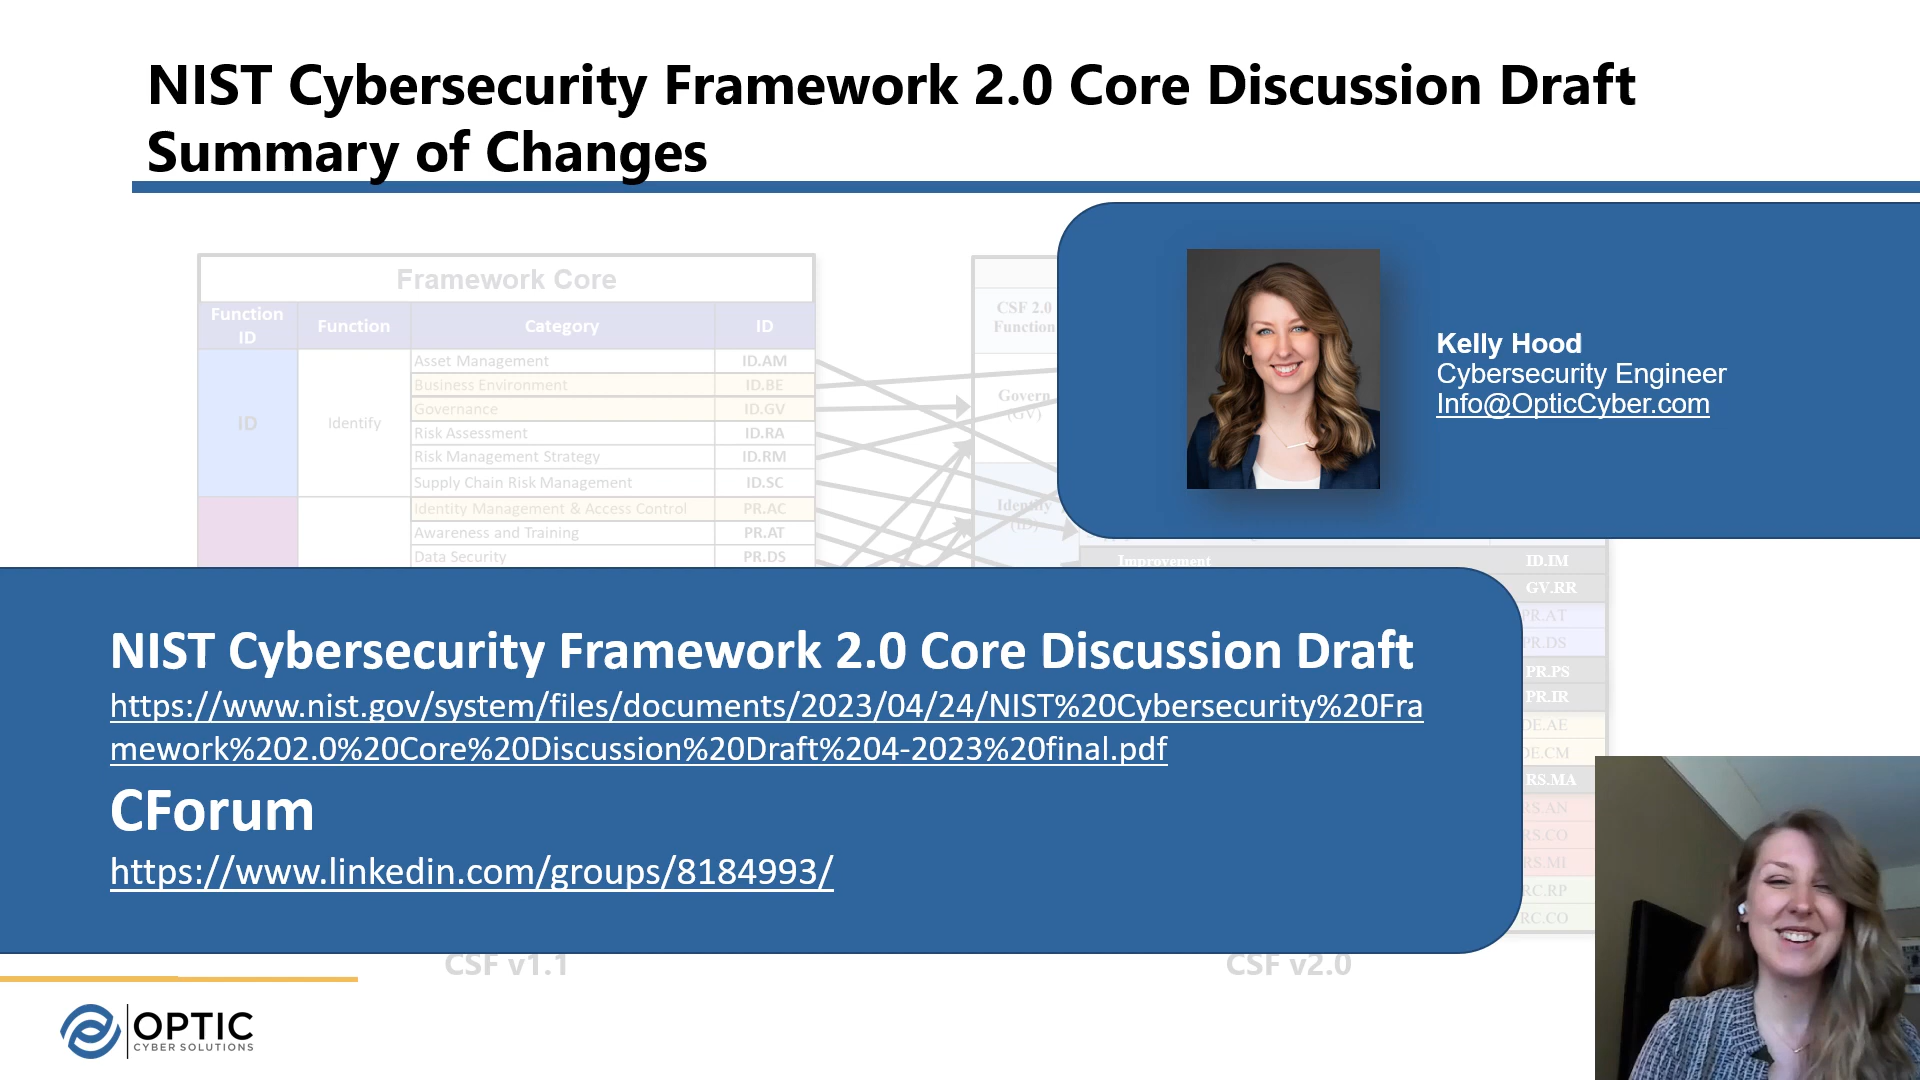 NIST Cybersecurity Framework 2.0 Core Discussion Draft
Summary of Changes
Framework Core
Function ID
Function
Category
ID
ID
Identify
Asset Management
ID.AM
Business Environment
ID.BE
Governance
ID.GV
Risk Assessment
ID.RA
Risk Management Strategy
ID.RM
Supply Chain Risk Management
ID.SC
Identity Management & Access Control
PR.AC
Awareness and Training
PR.AT
Data Security
PR.DS
CSF 2.0
Function
Govern
(GV)
Identify
(ID)
Kelly Hood
Cybersecurity Engineer
Info@OpticCyber.com
Improvement
ID.IM
GV.RR
PR.AT
PR.DS
PR.PS
PR.IR
DE.AE
DE.CM
RS.MA
RS.AN
RS.CO
RS.MI
RC.RP
RC.CO
NIST Cybersecurity Framework 2.0 Core Discussion Draft
https://www.nist.gov/system/files/documents/2023/04/24/NIST%20Cybersecurity%20Fra
mework%202.0%20Core%20Discussion%20Draft%204-2023%20final.pdf
CForum
https://www.linkedin.com/groups/8184993/
CSF v1.1
CSF v2.0
OPTIC
CYBER SOLUTIONS